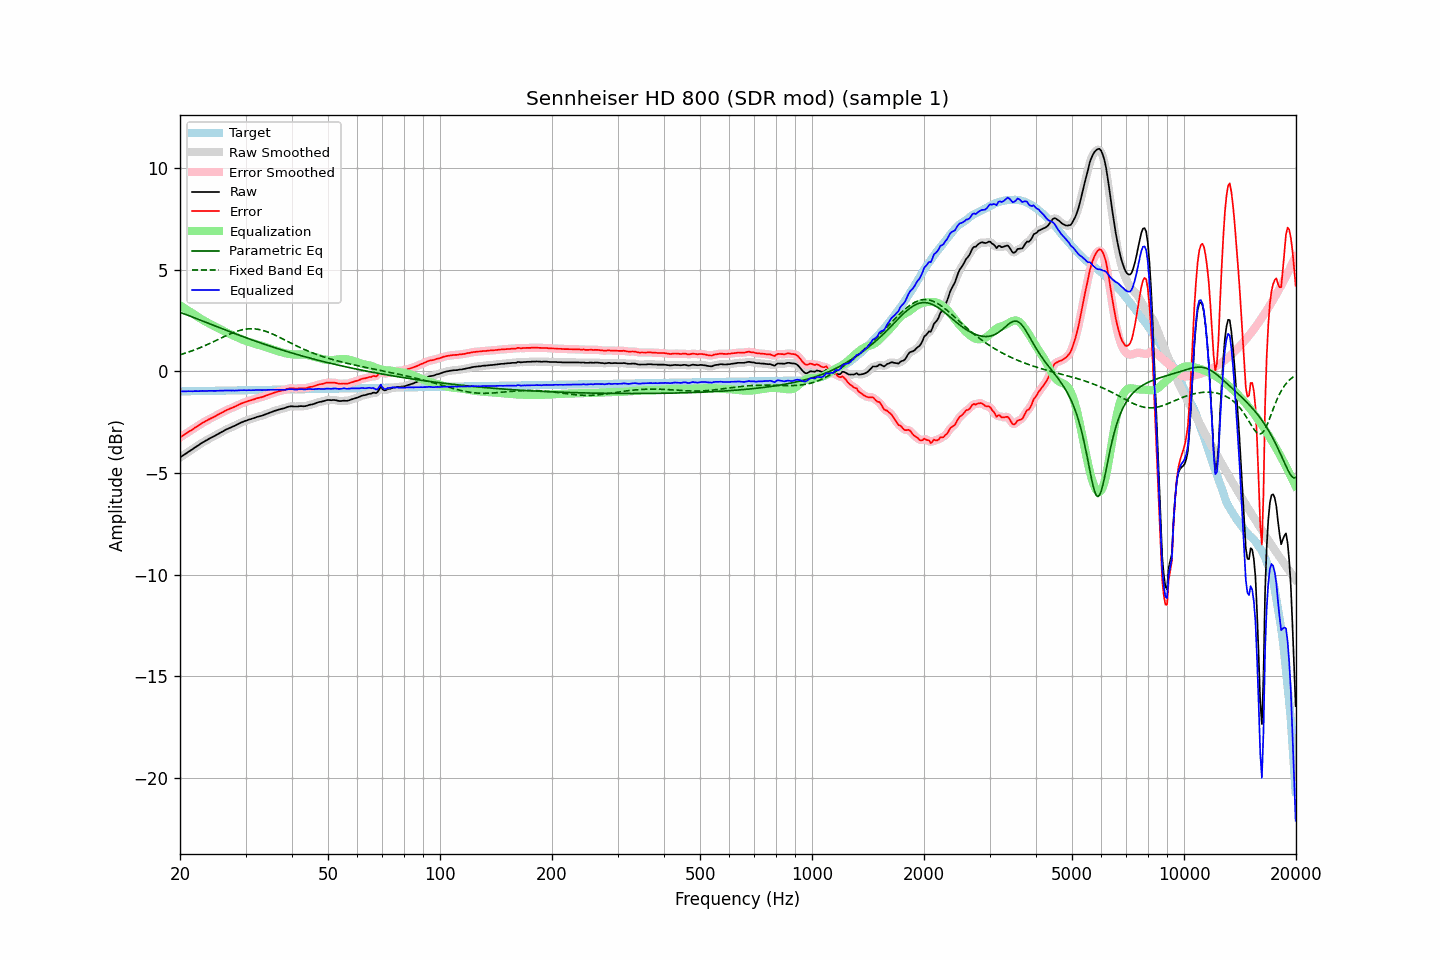 Sennheiser HD 800 (SDR mod) (sample 1)
Target
Raw Smoothed
Error Smoothed
Raw
Error
Equalization
Parametric Eq
Fixed Band Eq
Equalized
10
5
0
−5
−10
−15
−20
Amplitude (dBr)
20 50 100 200 500 1000 2000 5000 10000 20000
Frequency (Hz)